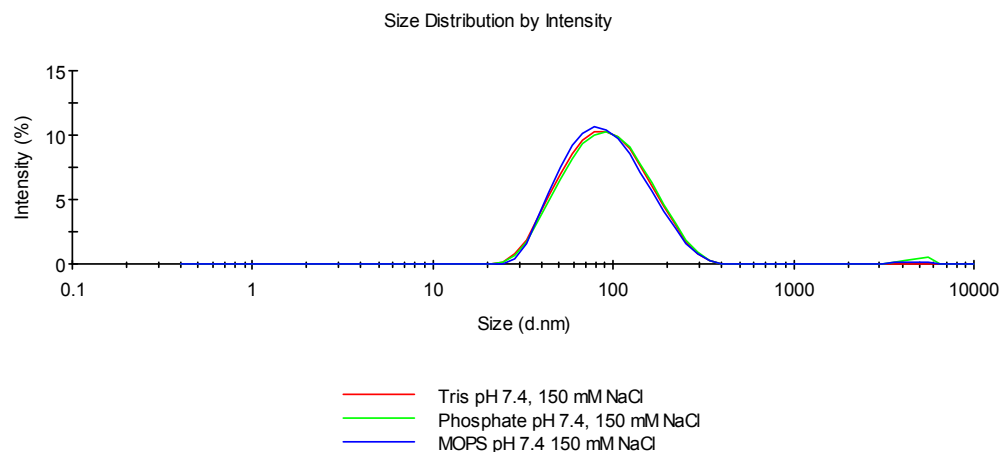 Size Distribution by Intensity
15
10
5
0
Intensity (%)
0.1 1 10 100 1000 10000
Size (d.nm)
Tris pH 7.4, 150 mM NaCl
Phosphate pH 7.4, 150 mM NaCl
MOPS pH 7.4 150 mM NaCl